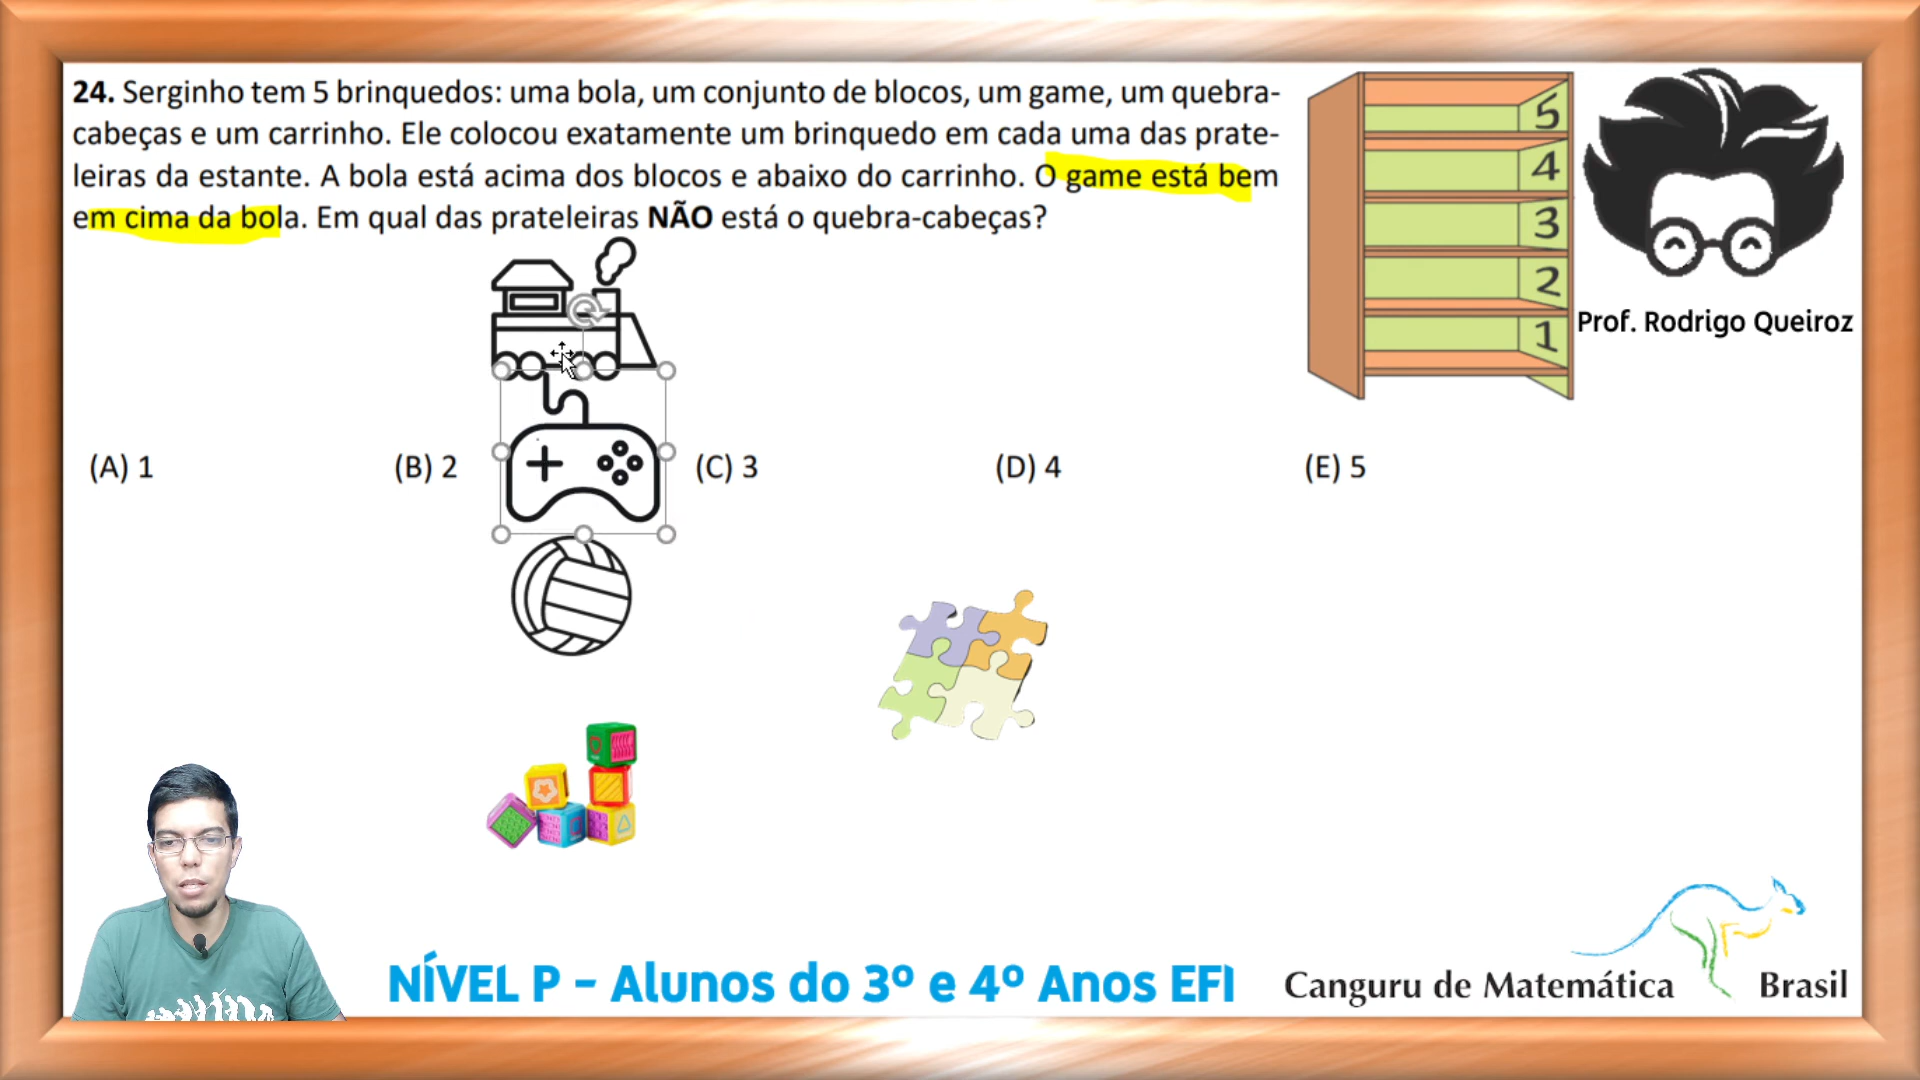 24. Serginho tem 5 brinquedos: uma bola, um conjunto de blocos, um game, um quebra-
cabeças e um carrinho. Ele colocou exatamente um brinquedo em cada uma das prate-
leiras da estante. A bola está acima dos blocos e abaixo do carrinho. O game está bem
em cima da bola. Em qual das prateleiras NÃO está o quebra-cabeças?
5
4
3
2
1
Prof. Rodrigo Queiroz
(A) 1 (B) 2 (C) 3 (D) 4 (E) 5
NÍVEL P - Alunos do 3º e 4º Anos EFI
Canguru de Matemática Brasil